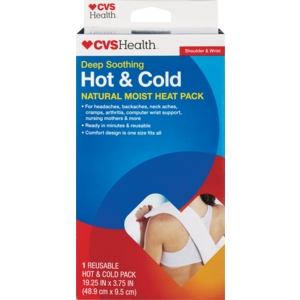 CVS
Health.
CVSHealth.
Shoulder & Wrist
Deep Soothing
Hot & Cold
NATURAL MOIST HEAT PACK
• For headaches, backaches, neck aches,
cramps, arthritis, computer wrist support,
nursing mother & more
• Ready in minutes & reusable
• Comfort design is one size fits all
1 REUSABLE
HOT & COLD PACK
19.25 IN x 3.75 IN
(48.9 cm x 9.5 cm)